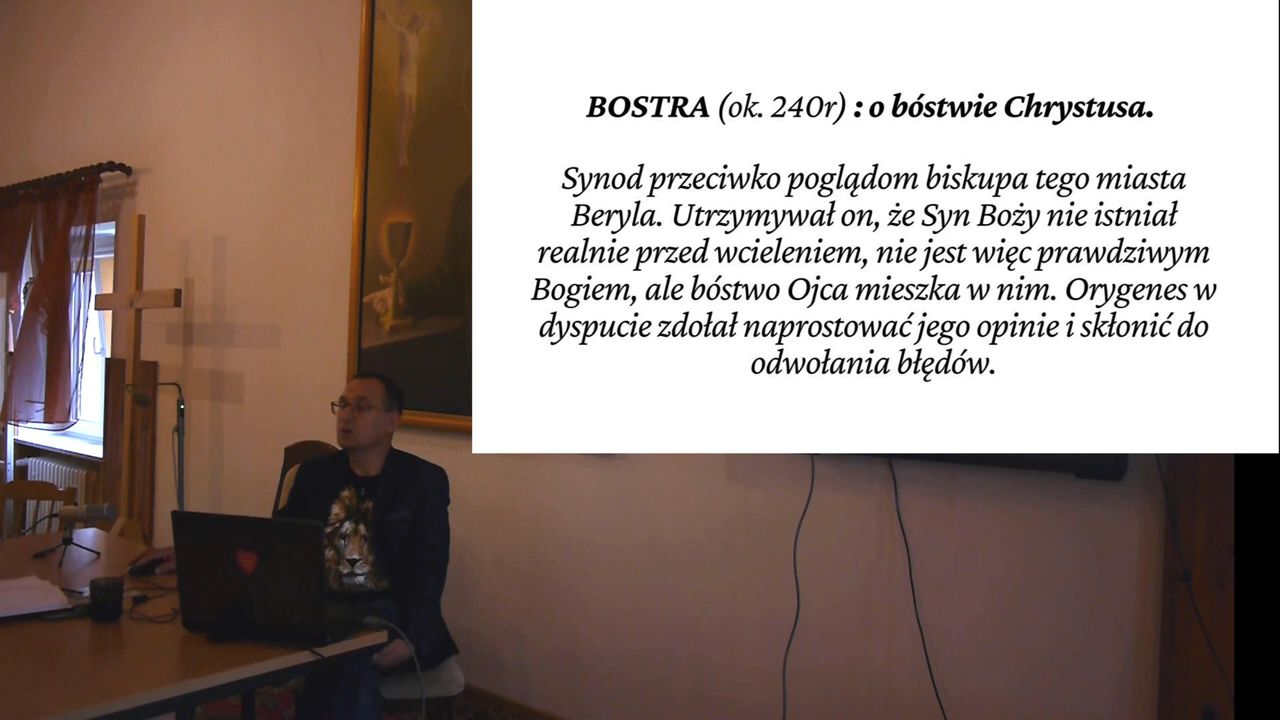 BOSTRA (ok. 240r) : o bóstwie Chrystusa.
Synod przeciwko poglądom biskupa tego miasta
Beryla. Utrzymywał on, że Syn Boży nie istniał
realnie przed wcieleniem, nie jest więc prawdziwym
Bogiem, ale bóstwo Ojca mieszka w nim. Orygenes w
dyspucie zdołał naprostować jego opinie i skłonić do
odwołania błędów.